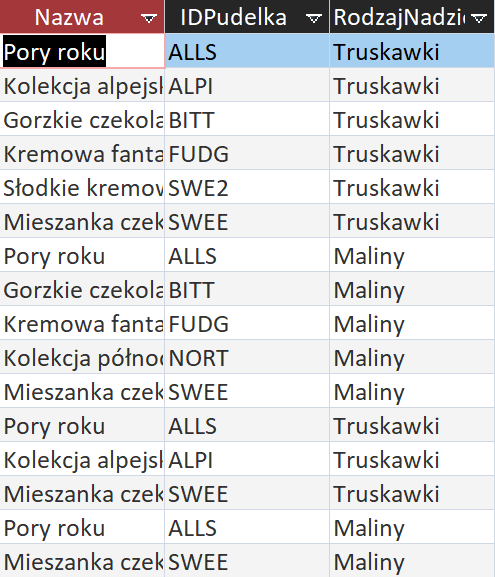 Nazwa IDPudelka RodzajNadzie
Pory roku ALLS Truskawki
Kolekcja alpejsk ALPI Truskawki
Gorzkie czekola BITT Truskawki
Kremowa fanta FUDG Truskawki
Słodkie kremow SWE2 Truskawki
Mieszanka czek SWEE Truskawki
Pory roku ALLS Maliny
Gorzkie czekola BITT Maliny
Kremowa fanta FUDG Maliny
Kolekcja północ NORT Maliny
Mieszanka czek SWEE Maliny
Pory roku ALLS Truskawki
Kolekcja alpejsk ALPI Truskawki
Mieszanka czek SWEE Truskawki
Pory roku ALLS Maliny
Mieszanka czek SWEE Maliny